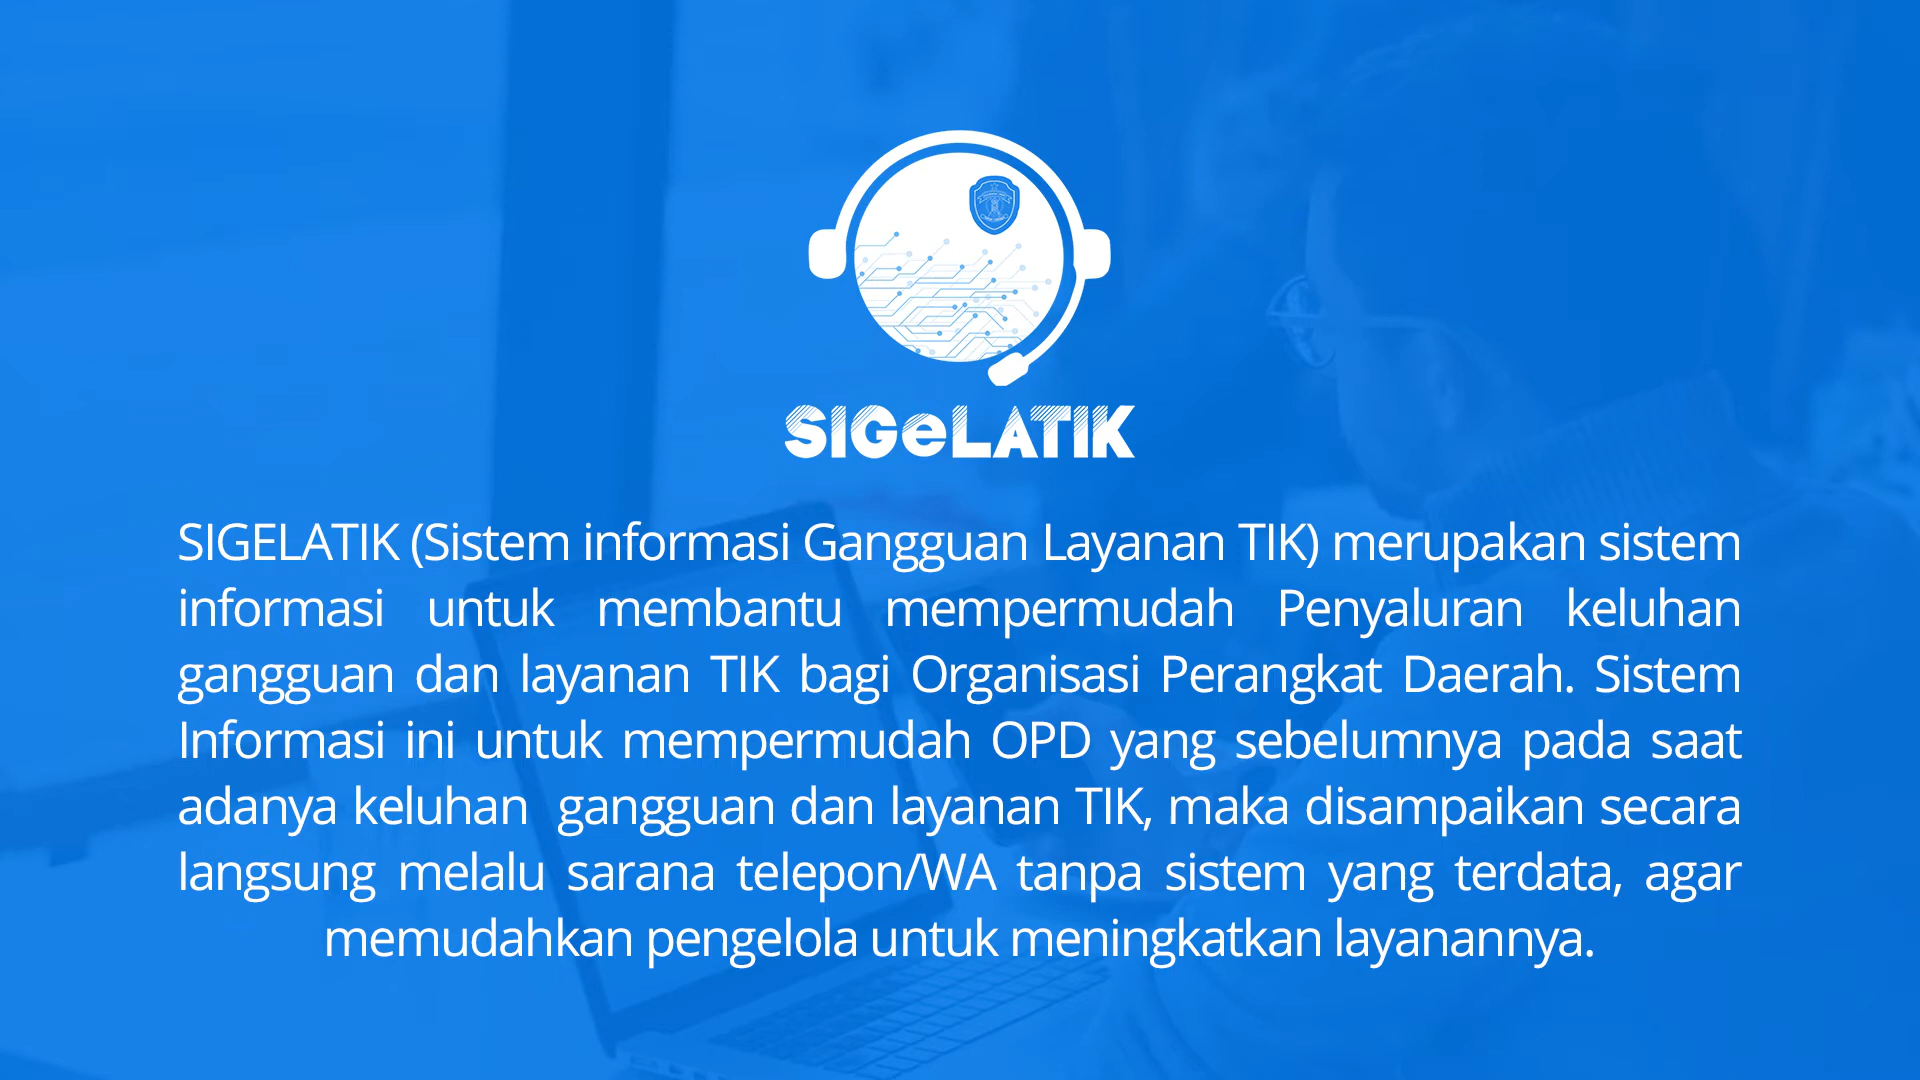 SIGeLATIK
SIGELATIK (Sistem informasi Gangguan Layanan TIK) merupakan sistem
informasi untuk membantu mempermudah Penyaluran keluhan
gangguan dan layanan TIK bagi Organisasi Perangkat Daerah. Sistem
Informasi ini untuk mempermudah OPD yang sebelumnya pada saat
adanya keluhan  gangguan dan layanan TIK, maka disampaikan secara
langsung melalu sarana telepon/WA tanpa sistem yang terdata, agar
memudahkan pengelola untuk meningkatkan layanannya.